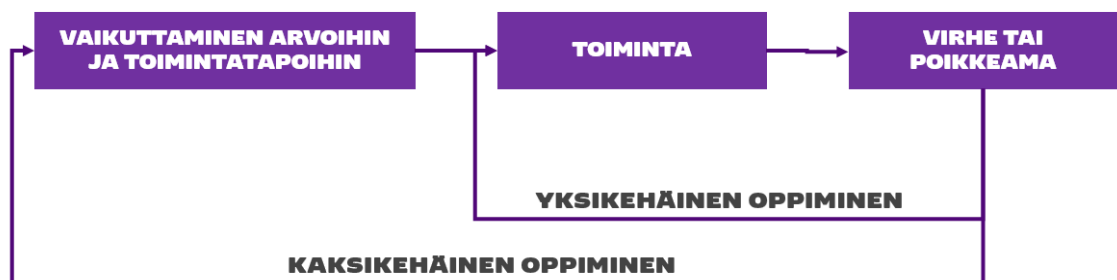 VAIKUTTAMINEN ARVOIHIN
JA TOIMINTATAPOIHIN
TOIMINTA
VIRHE TAI
POIKKEAMA
YKSIKEHÄINEN OPPIMINEN
KAKSIKEHÄINEN OPPIMINEN